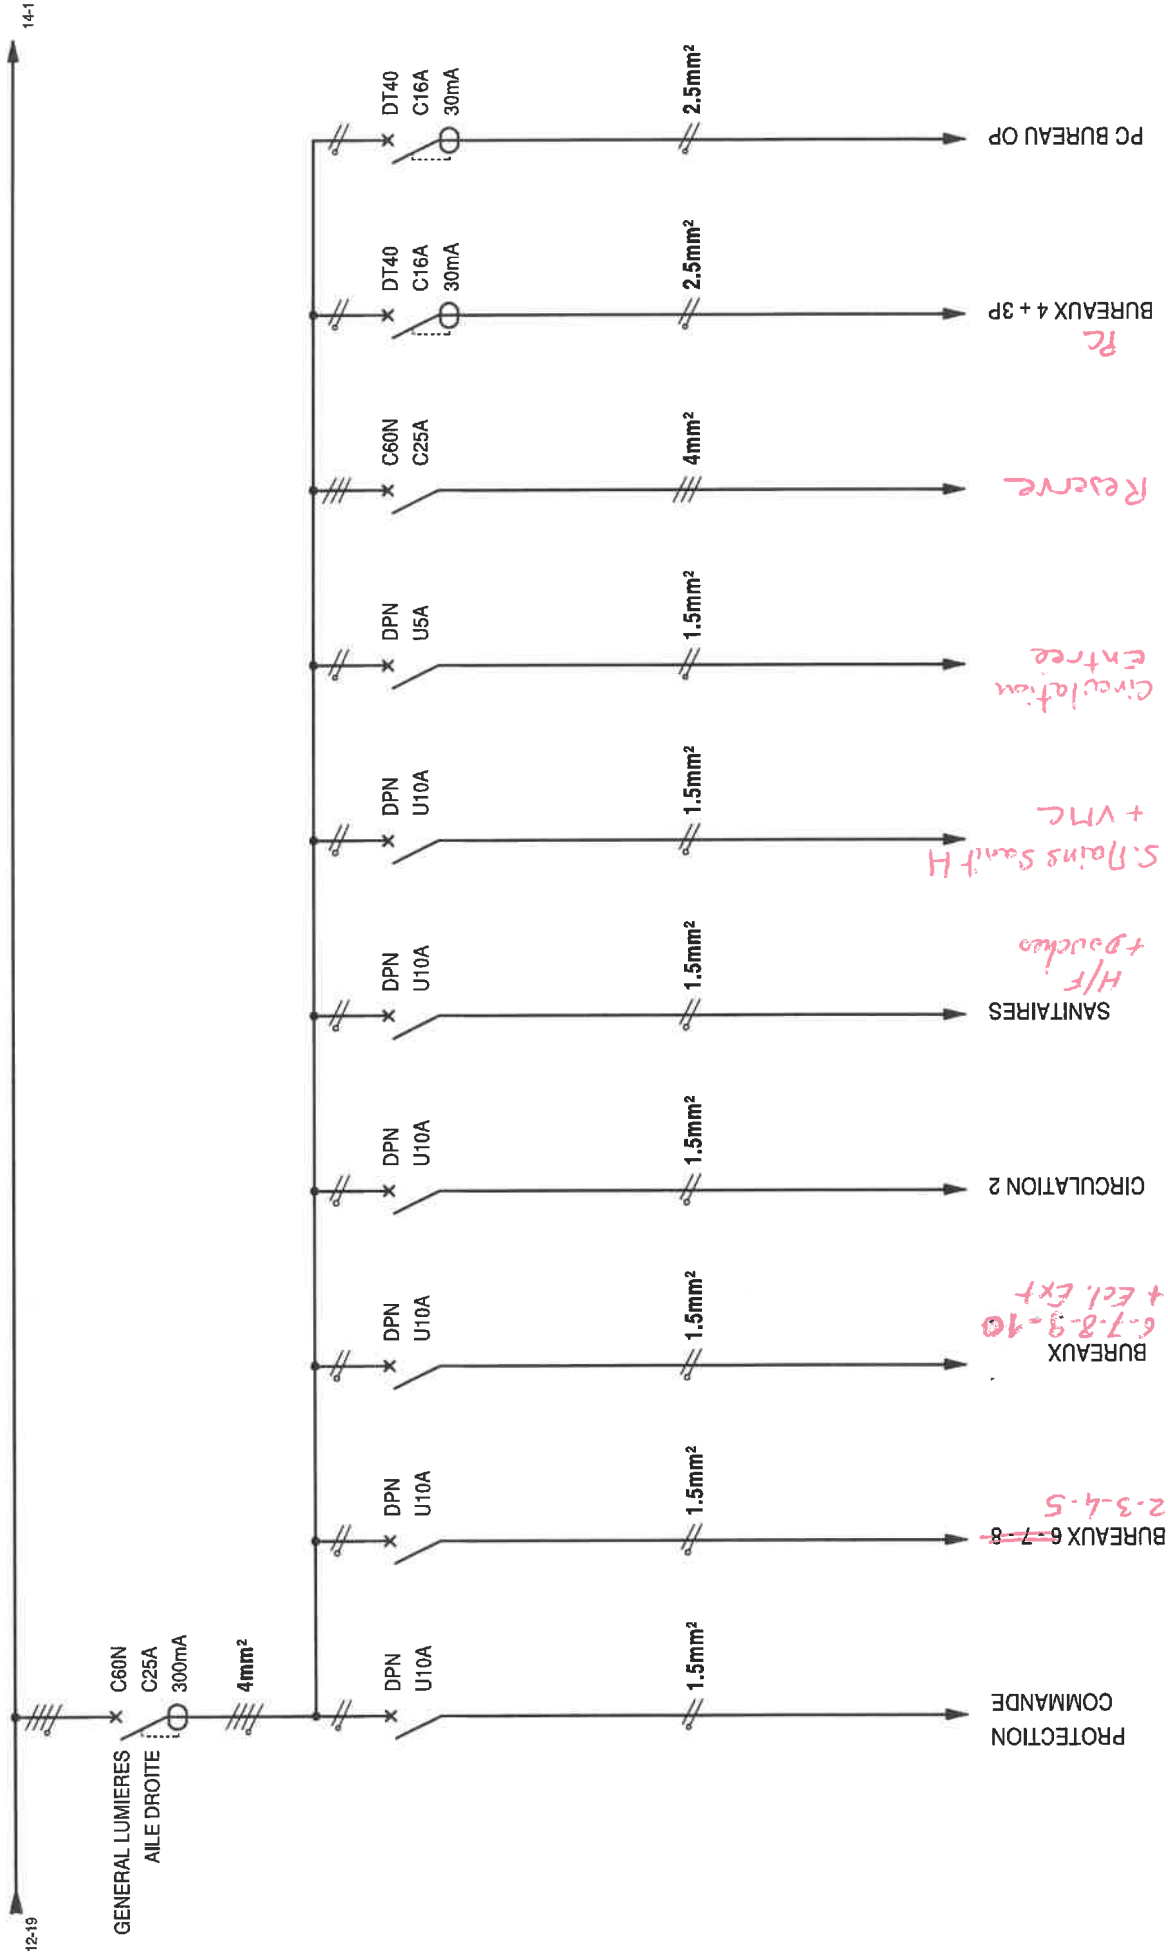 12-19
14-1
GENERAL LUMIERES
AILE DROITE
C60N
C25A
300mA
4mm²
DPN
U10A
1.5mm²
PROTECTION
COMMANDE
DPN
U10A
1.5mm²
BUREAUX 6 - 7 - 8
2-3-4-5
DPN
U10A
1.5mm²
BUREAUX
6-7-8-9-10
+ Ecl. Ext
DPN
U10A
1.5mm²
CIRCULATION 2
DPN
U10A
1.5mm²
SANITAIRES
H/F
+ Douches
DPN
U10A
1.5mm²
S. Mains Sanit H
+ VMC
DPN
U5A
1.5mm²
Circulation
Entree
C60N
C25A
4mm²
Reserve
DT40
C16A
30mA
2.5mm²
BUREAUX 4 + 3P
PC
DT40
C16A
30mA
2.5mm²
PC BUREAU OP